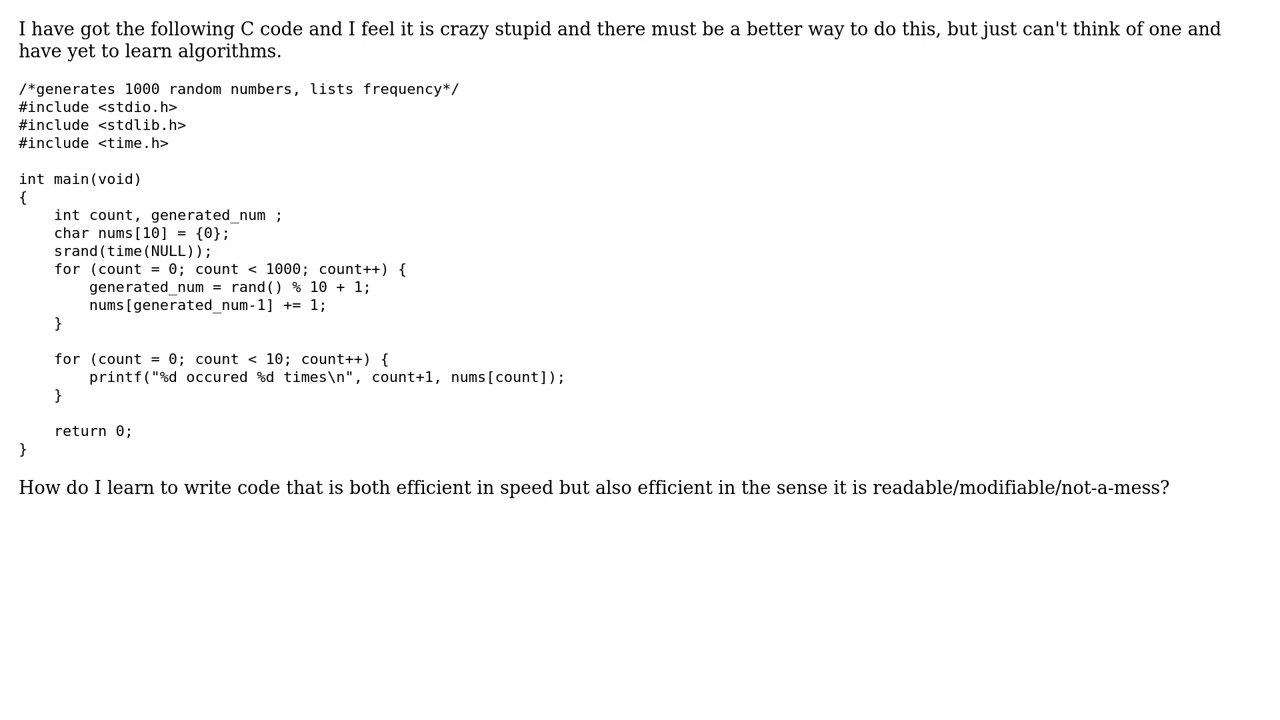 I have got the following C code and I feel it is crazy stupid and there must be a better way to do this, but just can't think of one and
have yet to learn algorithms.
/*generates 1000 random numbers, lists frequency*/
#include <stdio.h>
#include <stdlib.h>
#include <time.h>
int main(void)
{
    int count, generated_num ;
    char nums[10] = {0};
    srand(time(NULL));
    for (count = 0; count < 1000; count++) {
        generated_num = rand() % 10 + 1;
        nums[generated_num-1] += 1;
    }
    for (count = 0; count < 10; count++) {
        printf("%d occured %d times\n", count+1, nums[count]);
    }
    return 0;
}
How do I learn to write code that is both efficient in speed but also efficient in the sense it is readable/modifiable/not-a-mess?